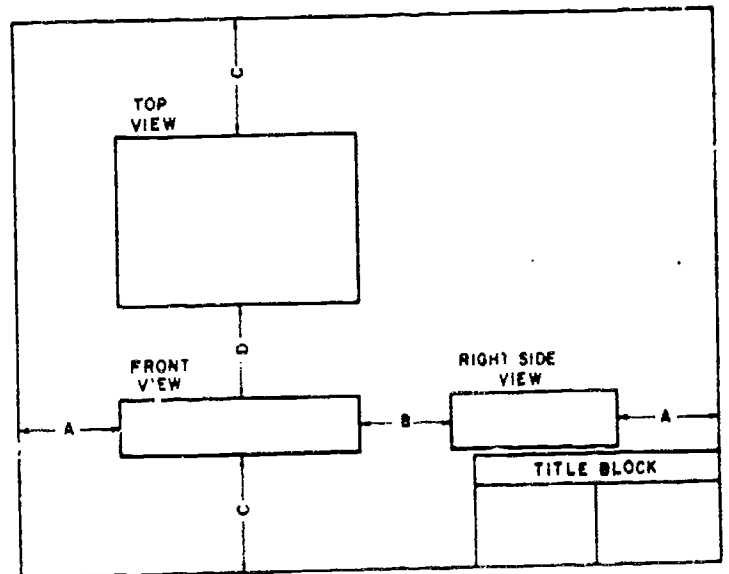 C
TOP
VIEW
D
FRONT
V'EW
RIGHT SIDE
VIEW
A
B
A
TITLE BLOCK
C